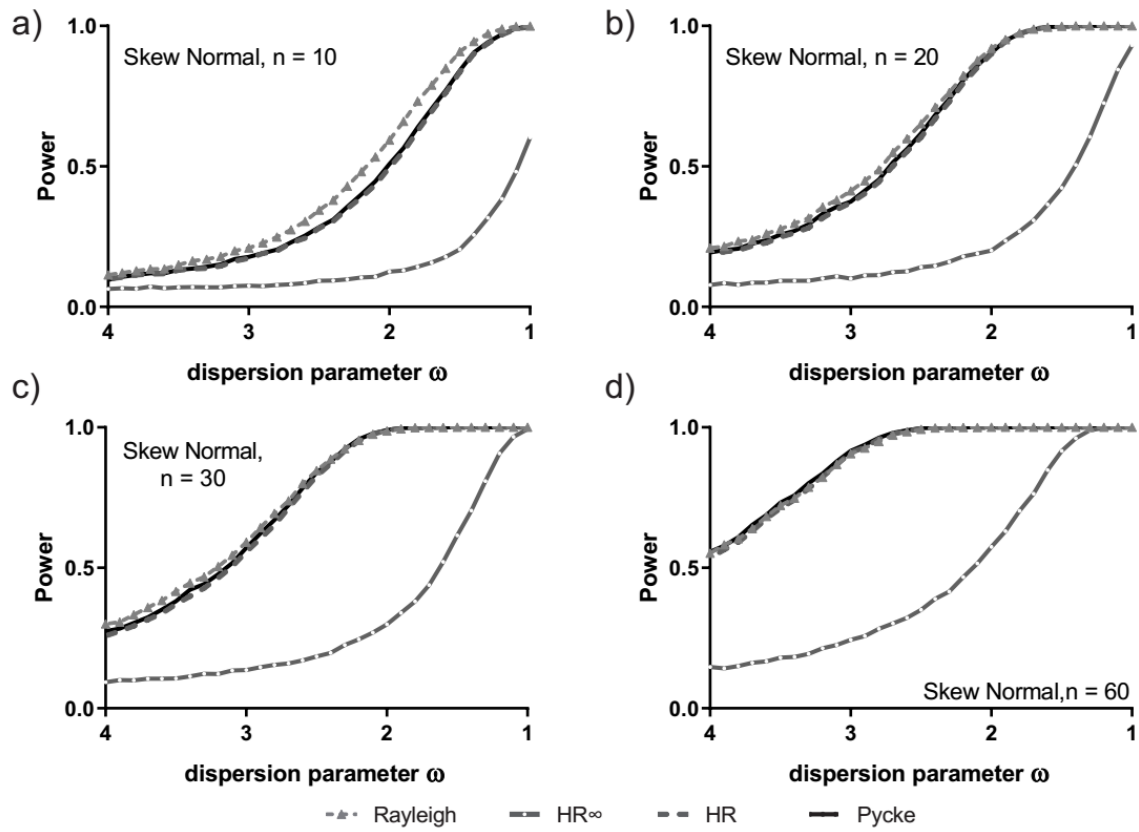 a)
Skew Normal, n = 10
1.0
0.5
0.0
Power
4 3 2 1
dispersion parameter ω
b)
Skew Normal, n = 20
1.0
0.5
0.0
Power
4 3 2 1
dispersion parameter ω
c)
Skew Normal,
n = 30
1.0
0.5
0.0
Power
4 3 2 1
dispersion parameter ω
d)
1.0
0.5
0.0
Power
Skew Normal,n = 60
4 3 2 1
dispersion parameter ω
Rayleigh HR∞ HR Pycke